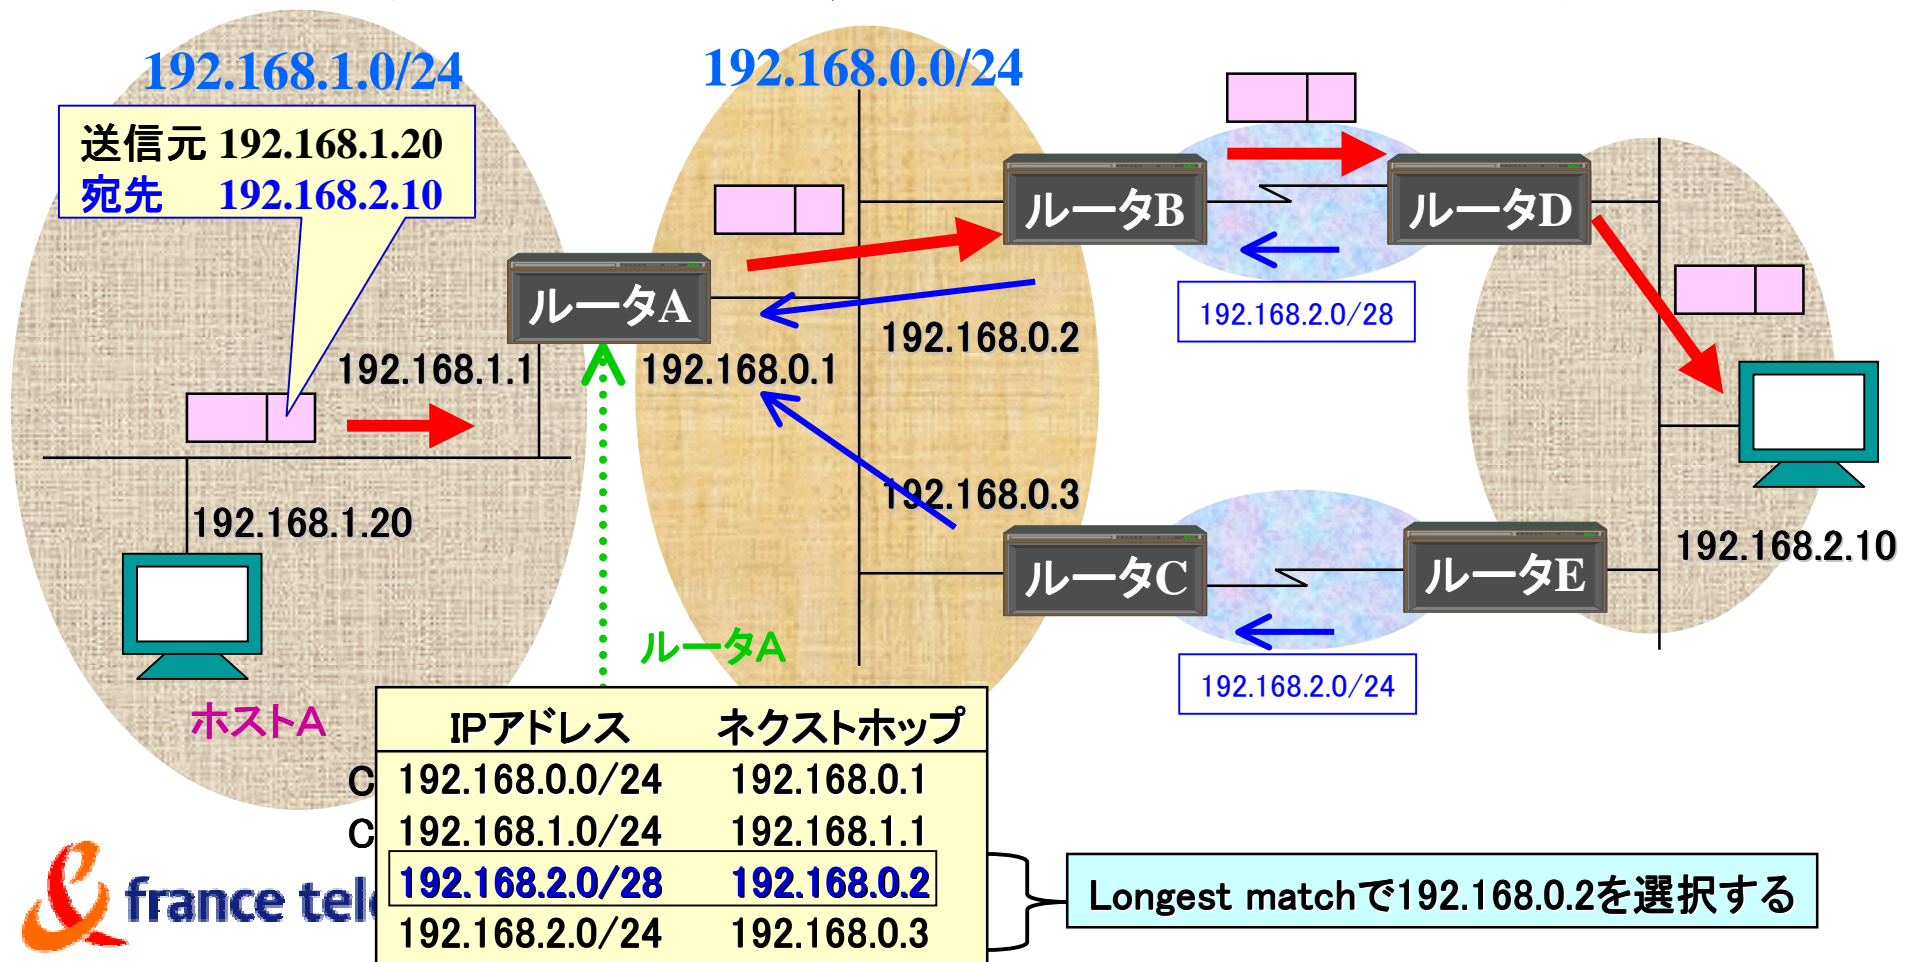 192.168.1.0/24
192.168.0.0/24
送信元 192.168.1.20
宛先 192.168.2.10
ルータA
ルータB
ルータD
192.168.2.0/28
192.168.0.2
192.168.1.1
192.168.0.1
192.168.0.3
192.168.1.20
192.168.2.10
ルータC
ルータE
ルータA
192.168.2.0/24
ホストA
IPアドレス ネクストホップ
C 192.168.0.0/24 192.168.0.1
C 192.168.1.0/24 192.168.1.1
192.168.2.0/28 192.168.0.2
192.168.2.0/24 192.168.0.3
Longest matchで192.168.0.2を選択する
france